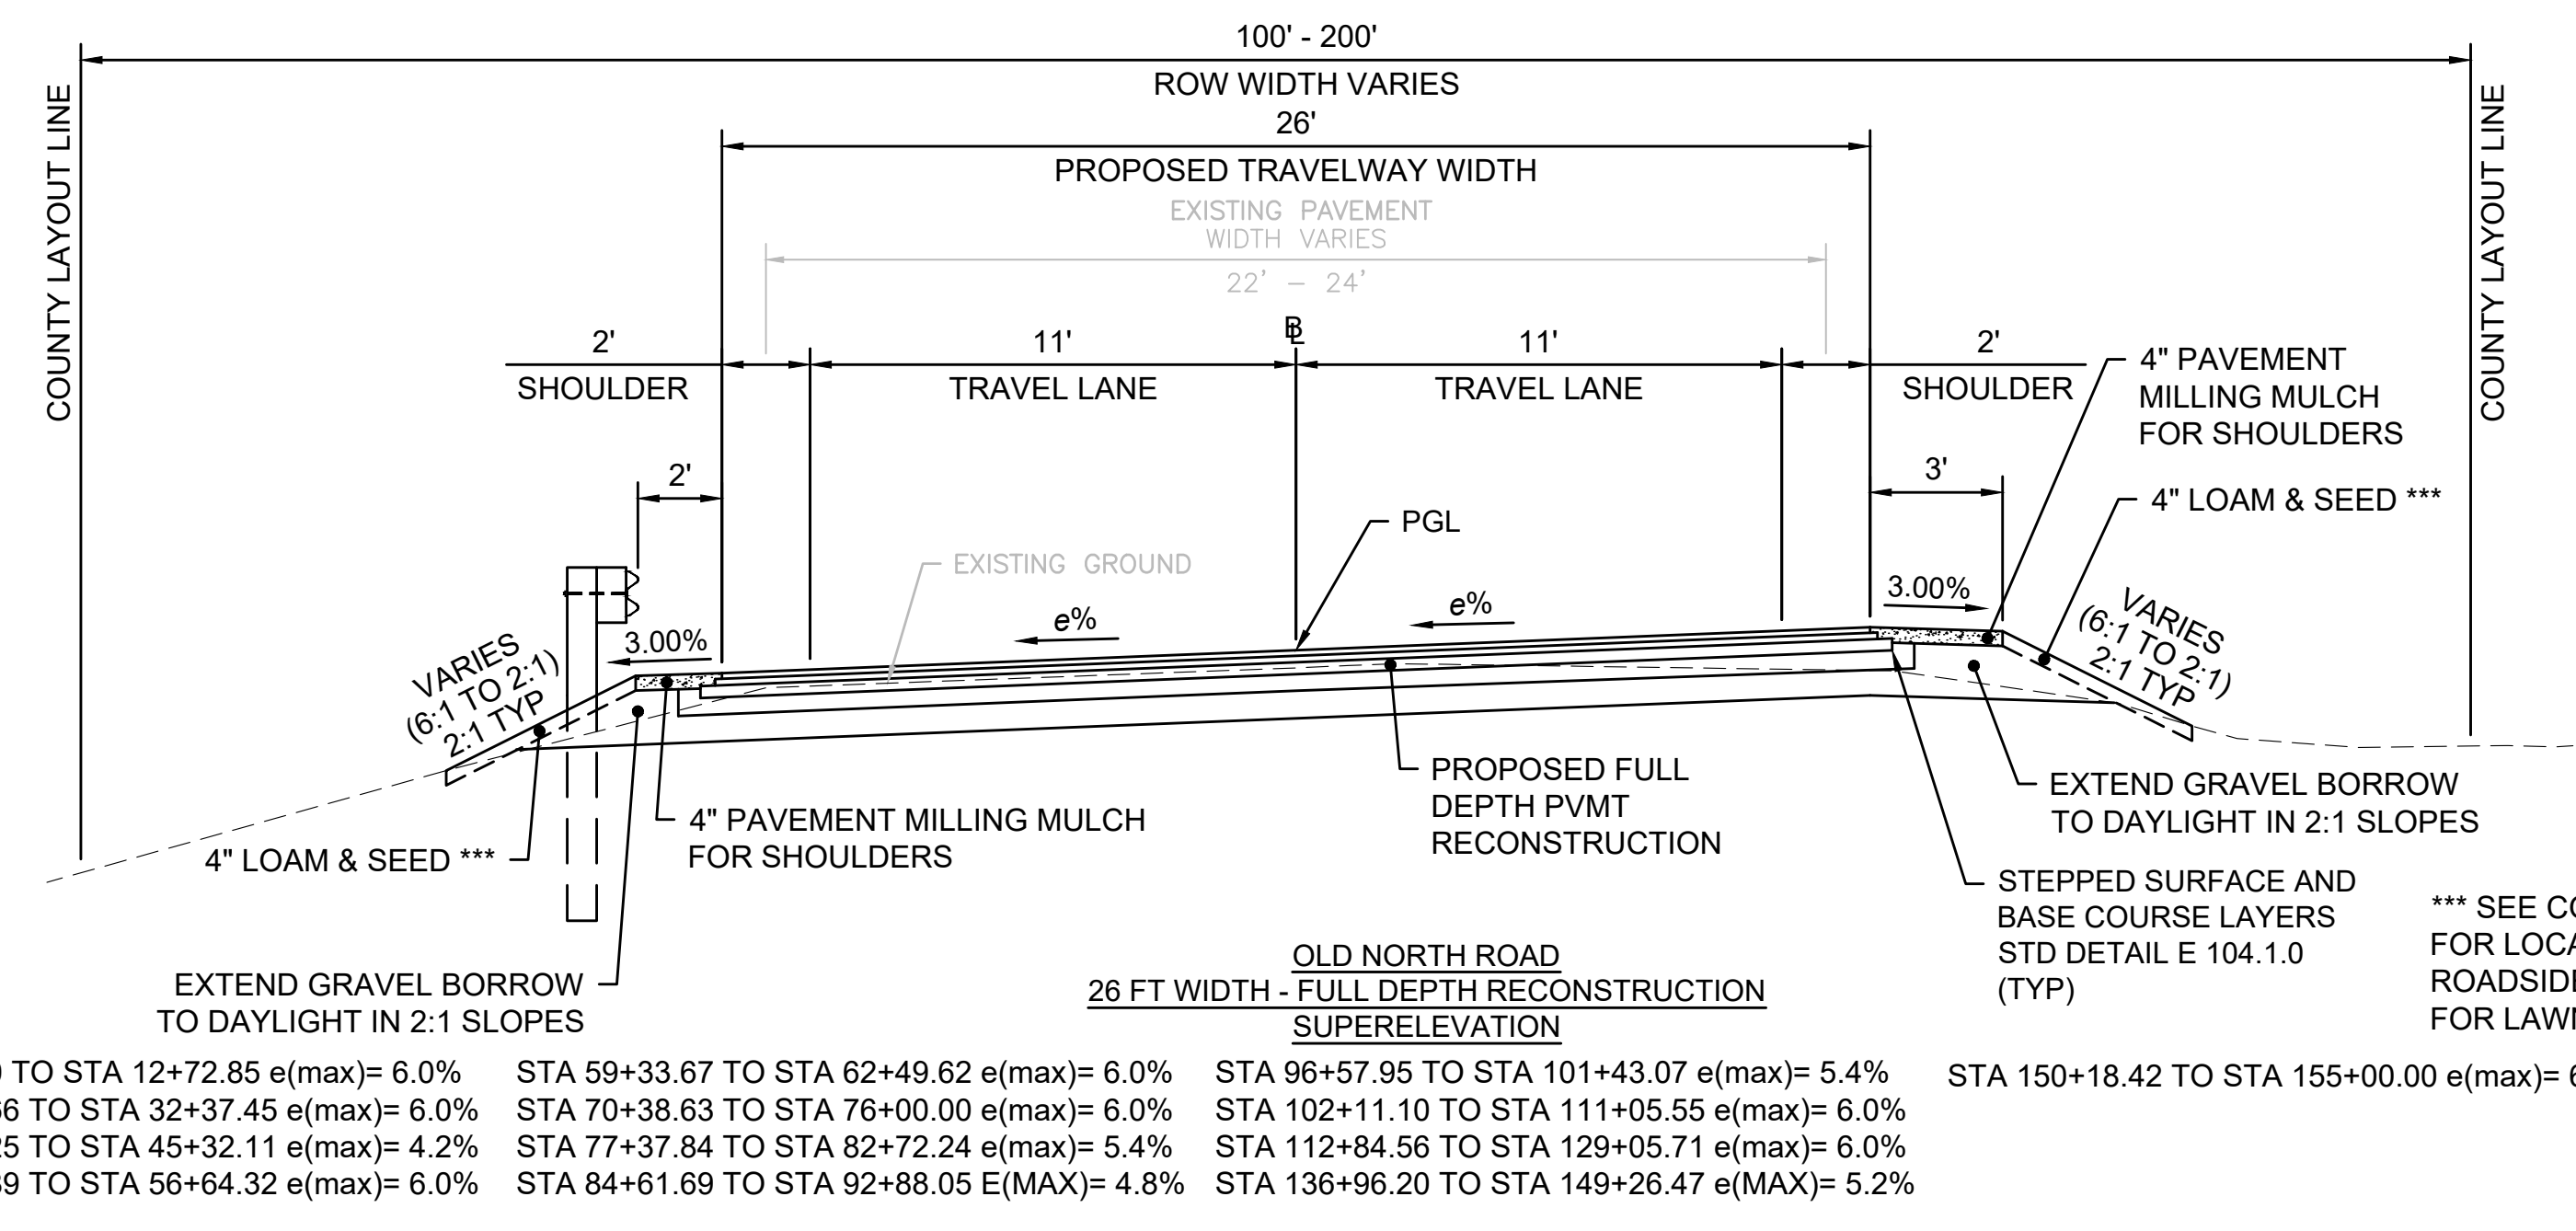 100' - 200'
ROW WIDTH VARIES
26'
PROPOSED TRAVELWAY WIDTH
EXISTING PAVEMENT
WIDTH VARIES
22' - 24'
COUNTY LAYOUT LINE
COUNTY LAYOUT LINE
BL
2'
11'
11'
2'
SHOULDER
TRAVEL LANE
TRAVEL LANE
SHOULDER
4" PAVEMENT
MILLING MULCH
FOR SHOULDERS
2'
3'
4" LOAM & SEED ***
PGL
EXISTING GROUND
e%
e%
3.00%
3.00%
VARIES
(6:1 TO 2:1)
2:1 TYP
VARIES
(6:1 TO 2:1)
2:1 TYP
PROPOSED FULL
DEPTH PVMT
RECONSTRUCTION
EXTEND GRAVEL BORROW
TO DAYLIGHT IN 2:1 SLOPES
4" PAVEMENT MILLING MULCH
FOR SHOULDERS
4" LOAM & SEED ***
STEPPED SURFACE AND
BASE COURSE LAYERS
STD DETAIL E 104.1.0
(TYP)
*** SEE
FOR
FOR
EXTEND GRAVEL BORROW
TO DAYLIGHT IN 2:1 SLOPES
OLD NORTH ROAD
26 FT WIDTH - FULL DEPTH RECONSTRUCTION
SUPERELEVATION
TO STA 12+72.85 e(max)= 6.0%
TO STA 32+37.45 e(max)= 6.0%
TO STA 45+32.11 e(max)= 4.2%
TO STA 56+64.32 e(max)= 6.0%
STA 59+33.67 TO STA 62+49.62 e(max)= 6.0%
STA 70+38.63 TO STA 76+00.00 e(max)= 6.0%
STA 77+37.84 TO STA 82+72.24 e(max)= 5.4%
STA 84+61.69 TO STA 92+88.05 E(MAX)= 4.8%
STA 96+57.95 TO STA 101+43.07 e(max)= 5.4%
STA 102+11.10 TO STA 111+05.55 e(max)= 6.0%
STA 112+84.56 TO STA 129+05.71 e(max)= 6.0%
STA 136+96.20 TO STA 149+26.47 e(MAX)= 5.2%
STA 150+18.42 TO STA 155+00.00 e(max)=